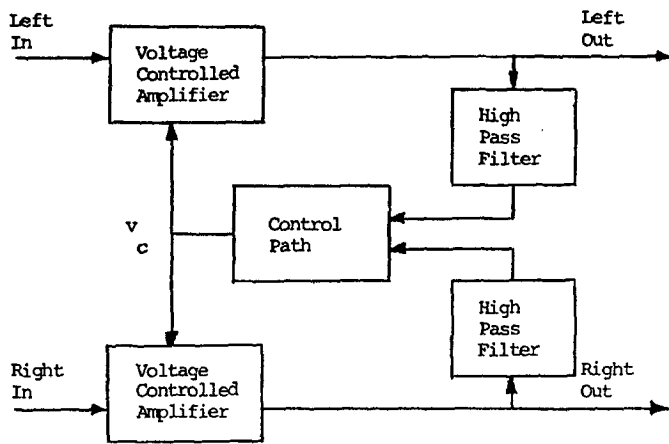 Left
In
Voltage
Controlled
Amplifier
Left
Out
High
Pass
Filter
v
c
Control
Path
High
Pass
Filter
Right
In
Voltage
Controlled
Amplifier
Right
Out